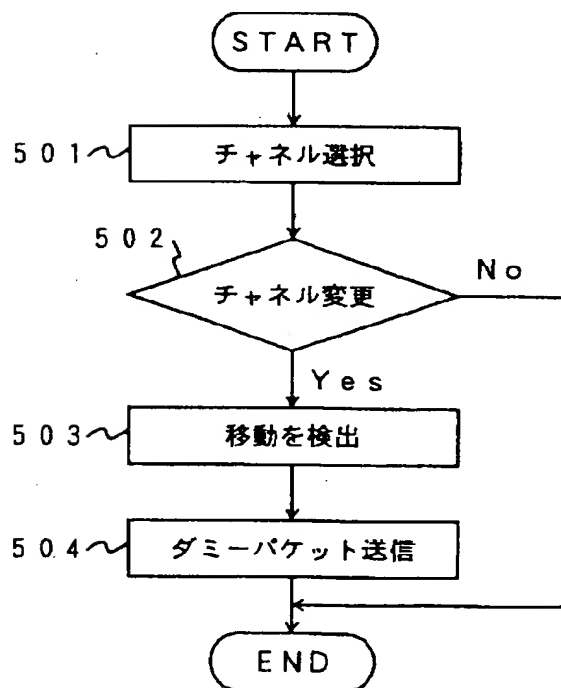 START
501 チャネル選択
502
チャネル変更
No
Yes
503 移動を検出
504 ダミーパケット送信
END